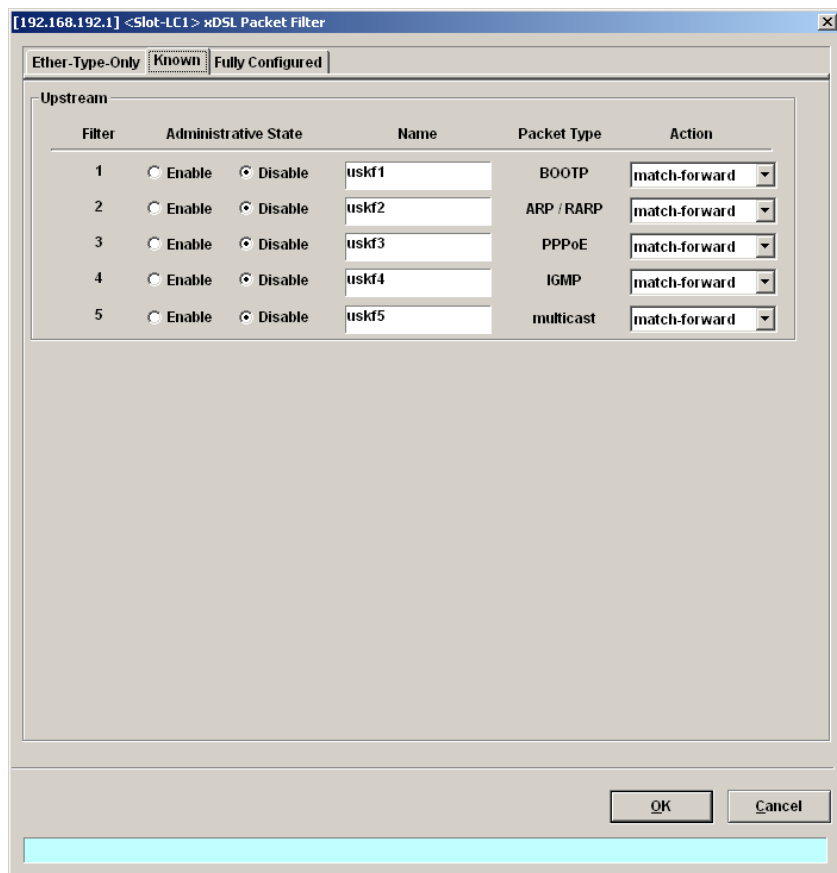 [192.168.192.1] <Slot-LC1> xDSL Packet Filter
Ether-Type-Only Known Fully Configured
Upstream
Filter Administrative State Name Packet Type Action
1 Enable Disable uskf1 BOOTP match-forward
2 Enable Disable uskf2 ARP / RARP match-forward
3 Enable Disable uskf3 PPPoE match-forward
4 Enable Disable uskf4 IGMP match-forward
5 Enable Disable uskf5 multicast match-forward
OK Cancel